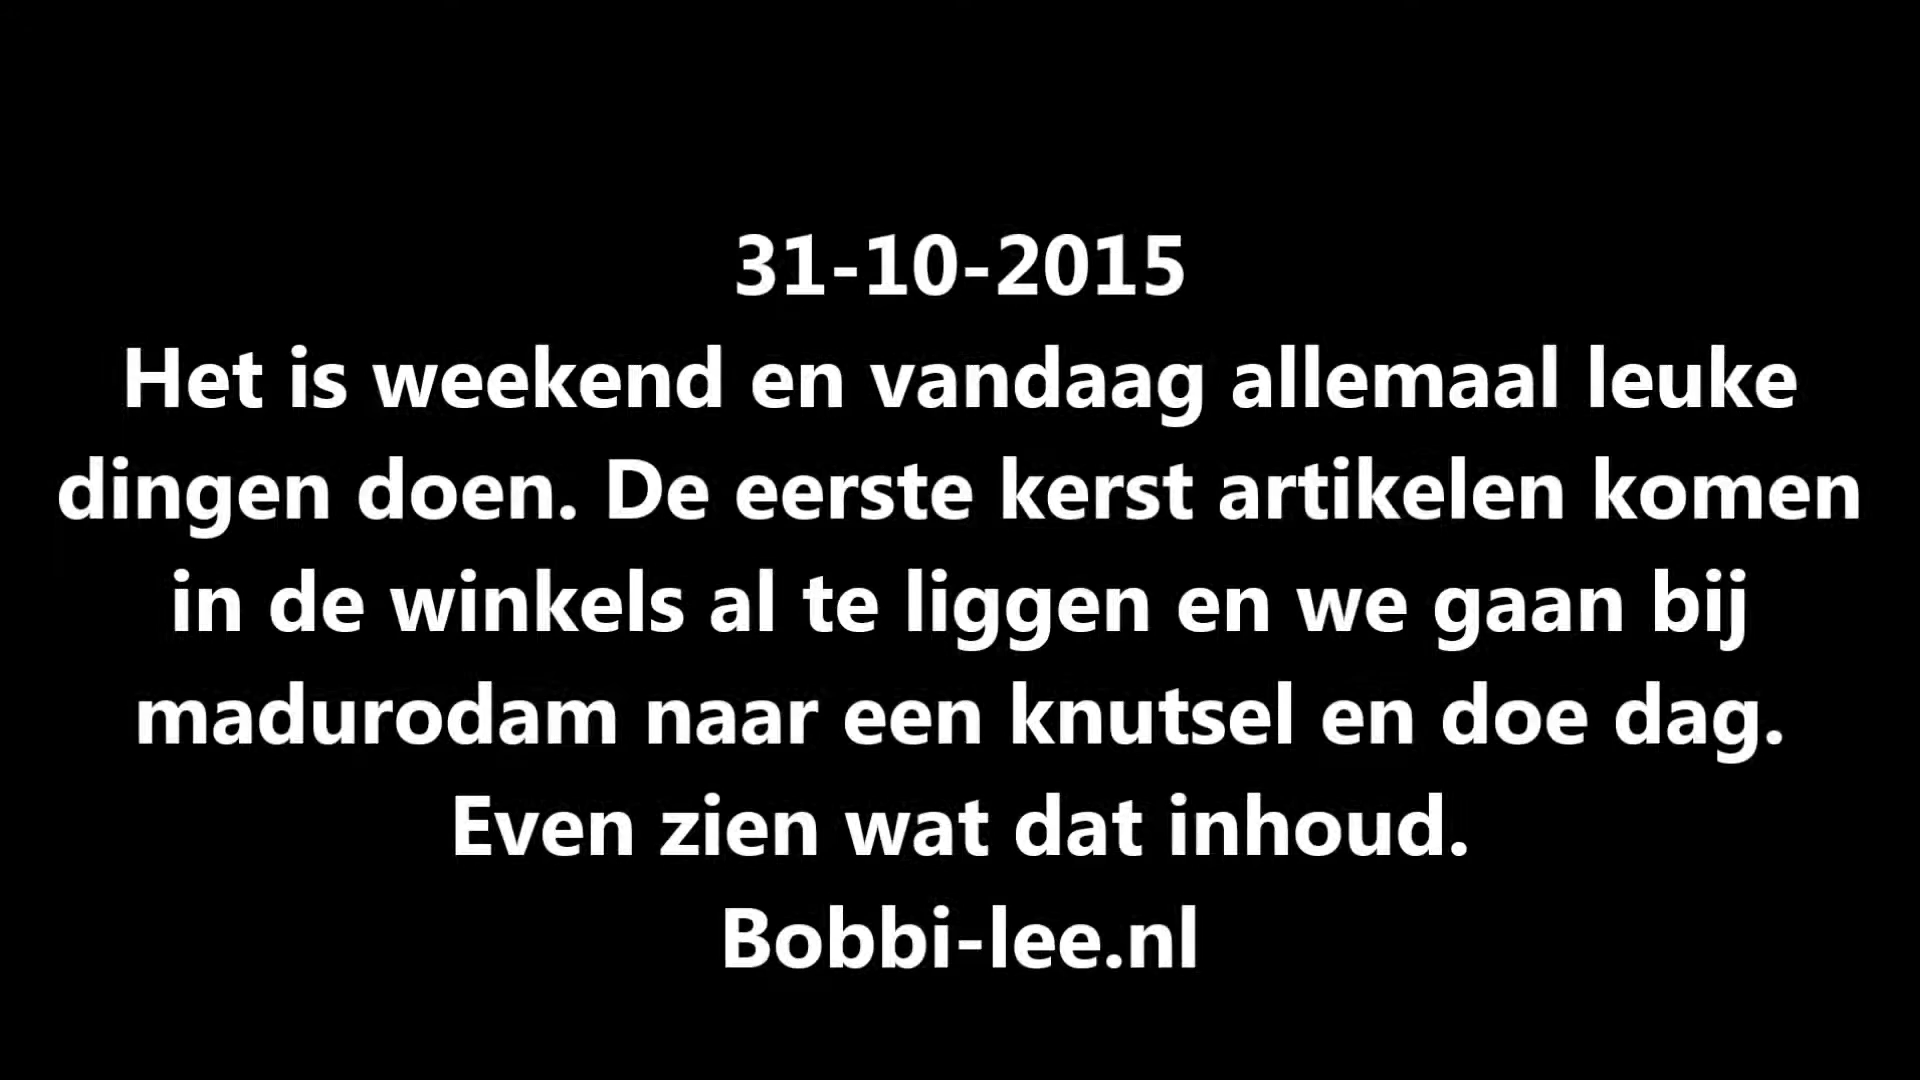 31-10-2015
Het is weekend en vandaag allemaal leuke
dingen doen. De eerste kerst artikelen komen
in de winkels al te liggen en we gaan bij
madurodam naar een knutsel en doe dag.
Even zien wat dat inhoud.
Bobbi-lee.nl